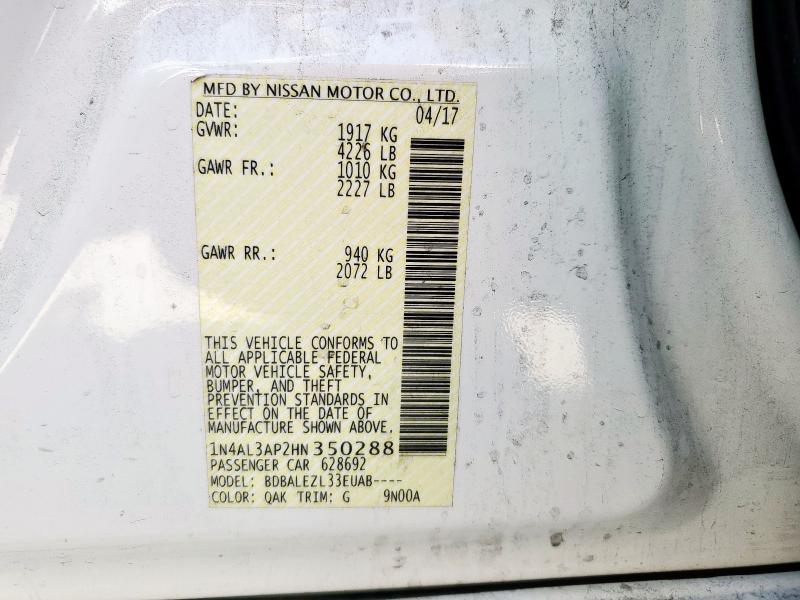 MFD BY NISSAN MOTOR CO., LTD.
DATE: 04/17
GVWR: 1917 KG
4226 LB
GAWR FR.: 1010 KG
2227 LB
GAWR RR.: 940 KG
2072 LB
THIS VEHICLE CONFORMS TO
ALL APPLICABLE FEDERAL
MOTOR VEHICLE SAFETY,
BUMPER, AND THEFT
PREVENTION STANDARDS IN
EFFECT ON THE DATE OF
MANUFACTURE SHOWN ABOVE.
1N4AL3AP2HN350288
PASSENGER CAR 628692
MODEL: BDBALEZL33EUAB----
COLOR: QAK TRIM: G 9N00A